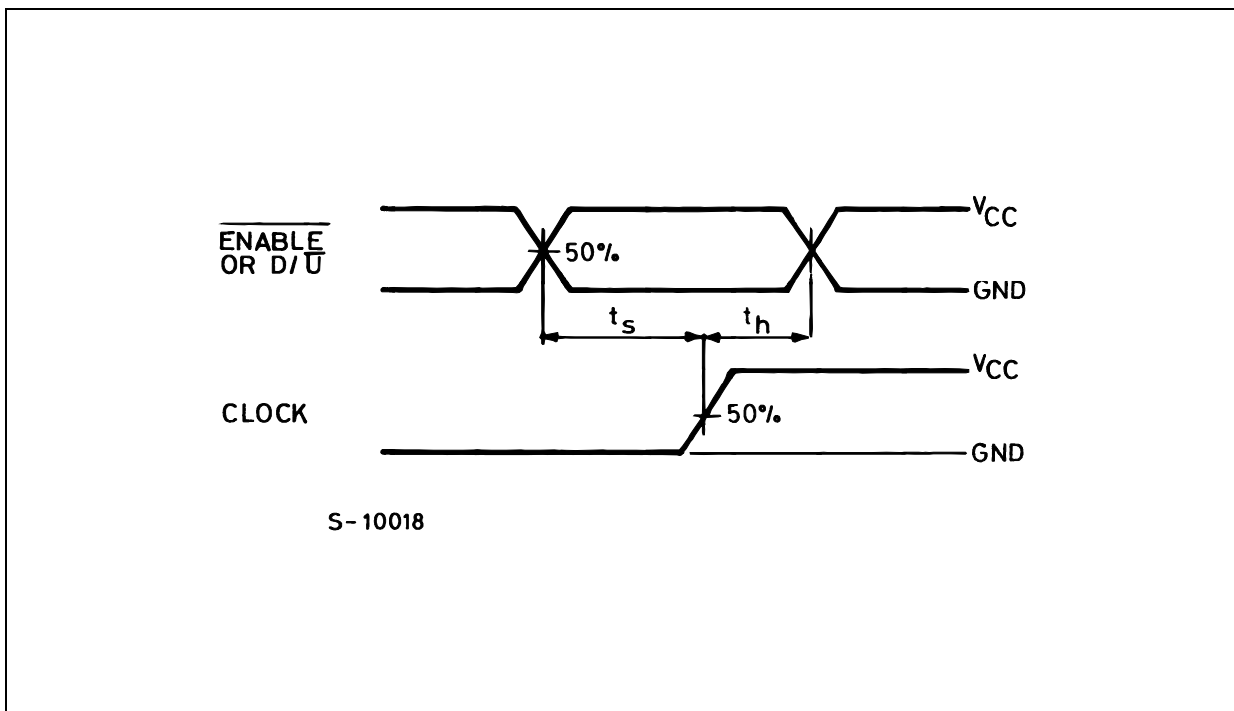 ENABLE
OR D/U̅
50%
VCC
GND
ts
th
CLOCK
50%
VCC
GND
S-10018